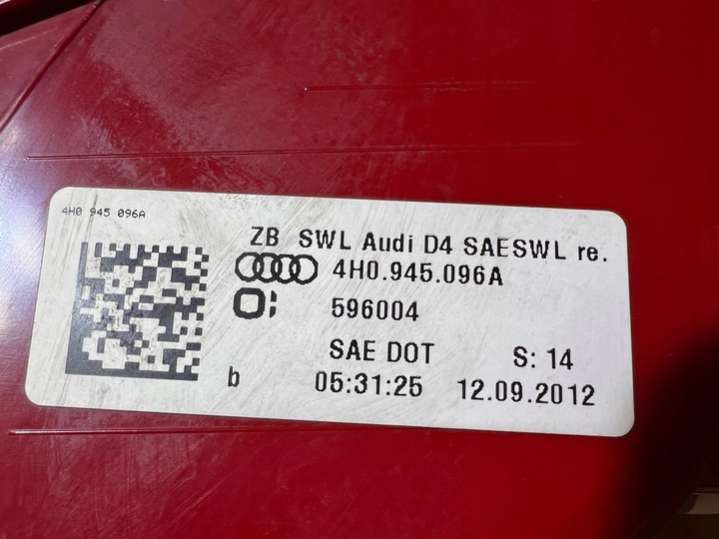 4H0 945 096A
ZB SWL Audi D4 SAESWL re.
4H0.945.096A
596004
SAE DOT S: 14
b 05:31:25 12.09.2012